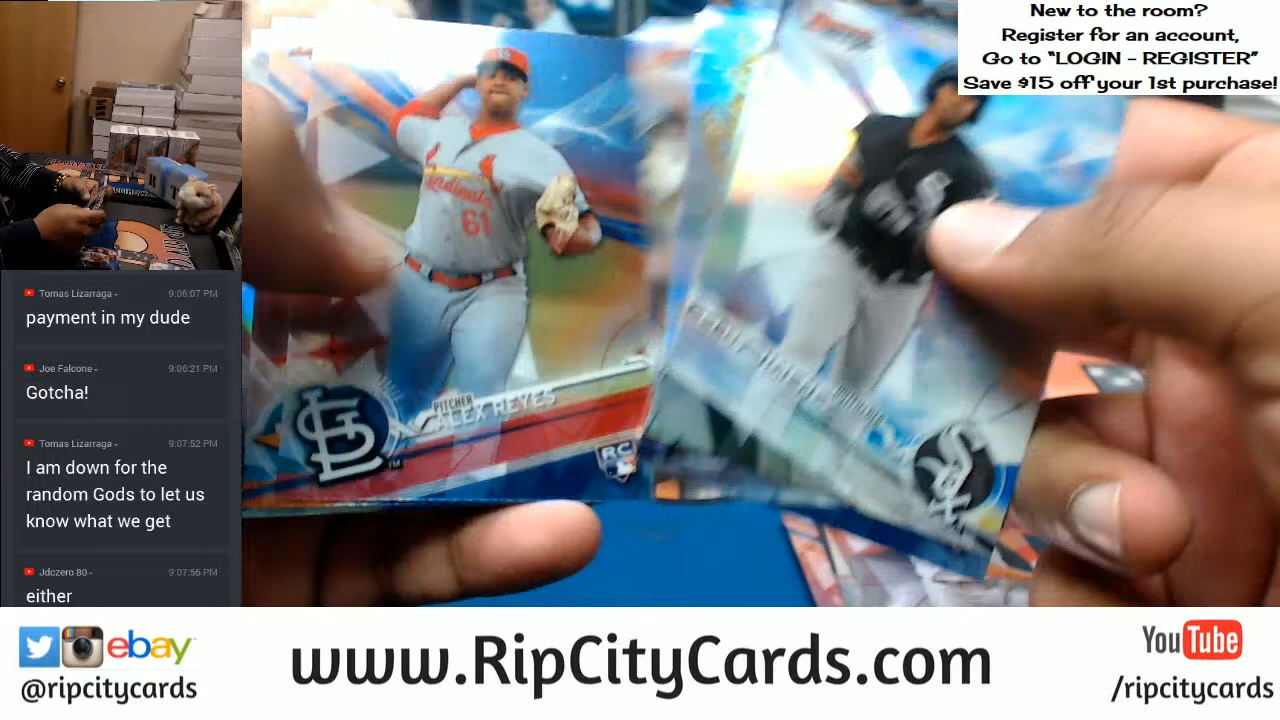 New to the room?
Register for an account,
Go to “LOGIN – REGISTER”
Save $15 off your 1st purchase!
Tomas Lizarraga
9:06:07 PM
payment in my dude
Joe Falcone
9:06:21 PM
Gotcha!
Tomas Lizarraga
9:07:52 PM
I am down for the
random Gods to let us
know what we get
Jdczero 80
9:07:56 PM
either
Cardinals
61
PITCHER
ALEX REYES
STL
RC
SOX
ebay
@ripcitycards
www.RipCityCards.com
YouTube
/ripcitycards